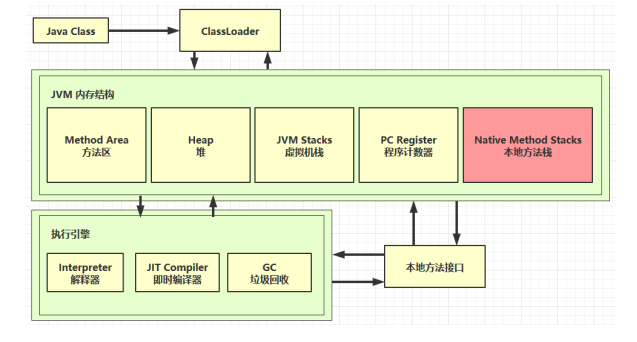 Java Class
ClassLoader
JVM 内存结构
Method Area
方法区
Heap
堆
JVM Stacks
虚拟机栈
PC Register
程序计数器
Native Method Stacks
本地方法栈
执行引擎
Interpreter
解释器
JIT Compiler
即时编译器
GC
垃圾回收
本地方法接口